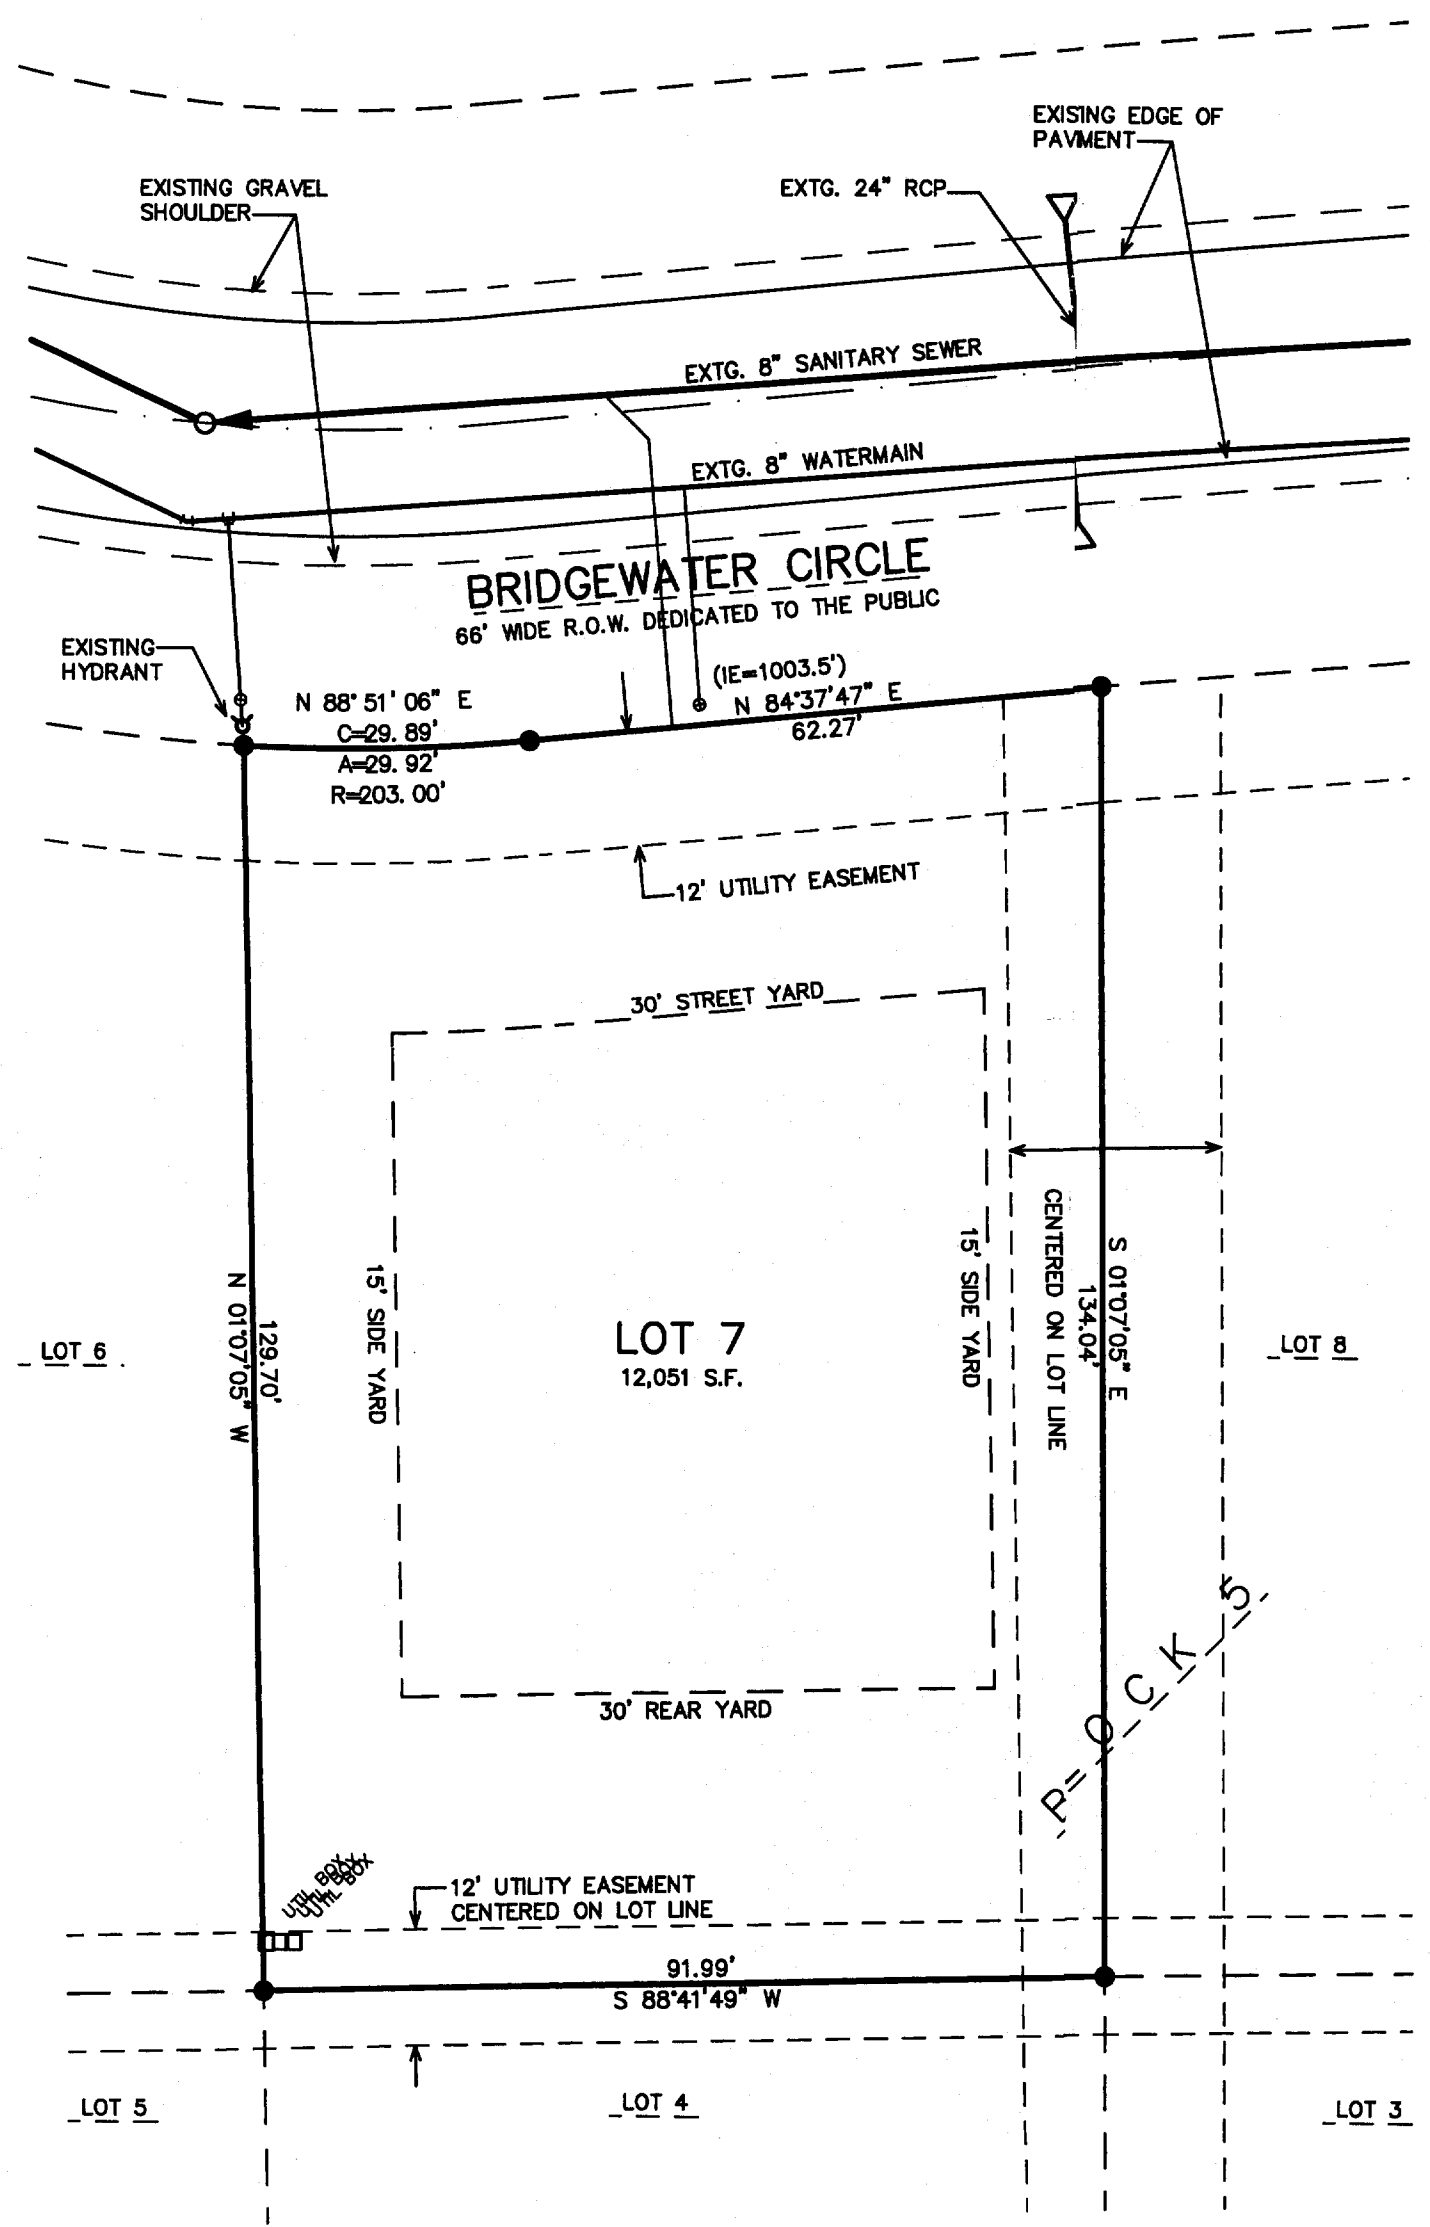 EXISING EDGE OF
PAVMENT
EXISTING GRAVEL
SHOULDER
EXTG. 24" RCP
EXTG. 8" SANITARY SEWER
EXTG. 8" WATERMAIN
BRIDGEWATER CIRCLE
66' WIDE R.O.W. DEDICATED TO THE PUBLIC
EXISTING
HYDRANT
(IE=1003.5')
N 88°51'06" E
C=29.89'
A=29.92'
R=203.00'
N 84°37'47" E
62.27'
12' UTILITY EASEMENT
30' STREET YARD
15' SIDE YARD
15' SIDE YARD
CENTERED ON LOT LINE
S 01°07'05" E
134.04'
129.70'
N 01°07'05" W
LOT 6
LOT 7
12,051 S.F.
LOT 8
30' REAR YARD
O C K 5
UTIL BOX
UTIL BOX
UTIL BOX
12' UTILITY EASEMENT
CENTERED ON LOT LINE
91.99'
S 88°41'49" W
LOT 5
LOT 4
LOT 3